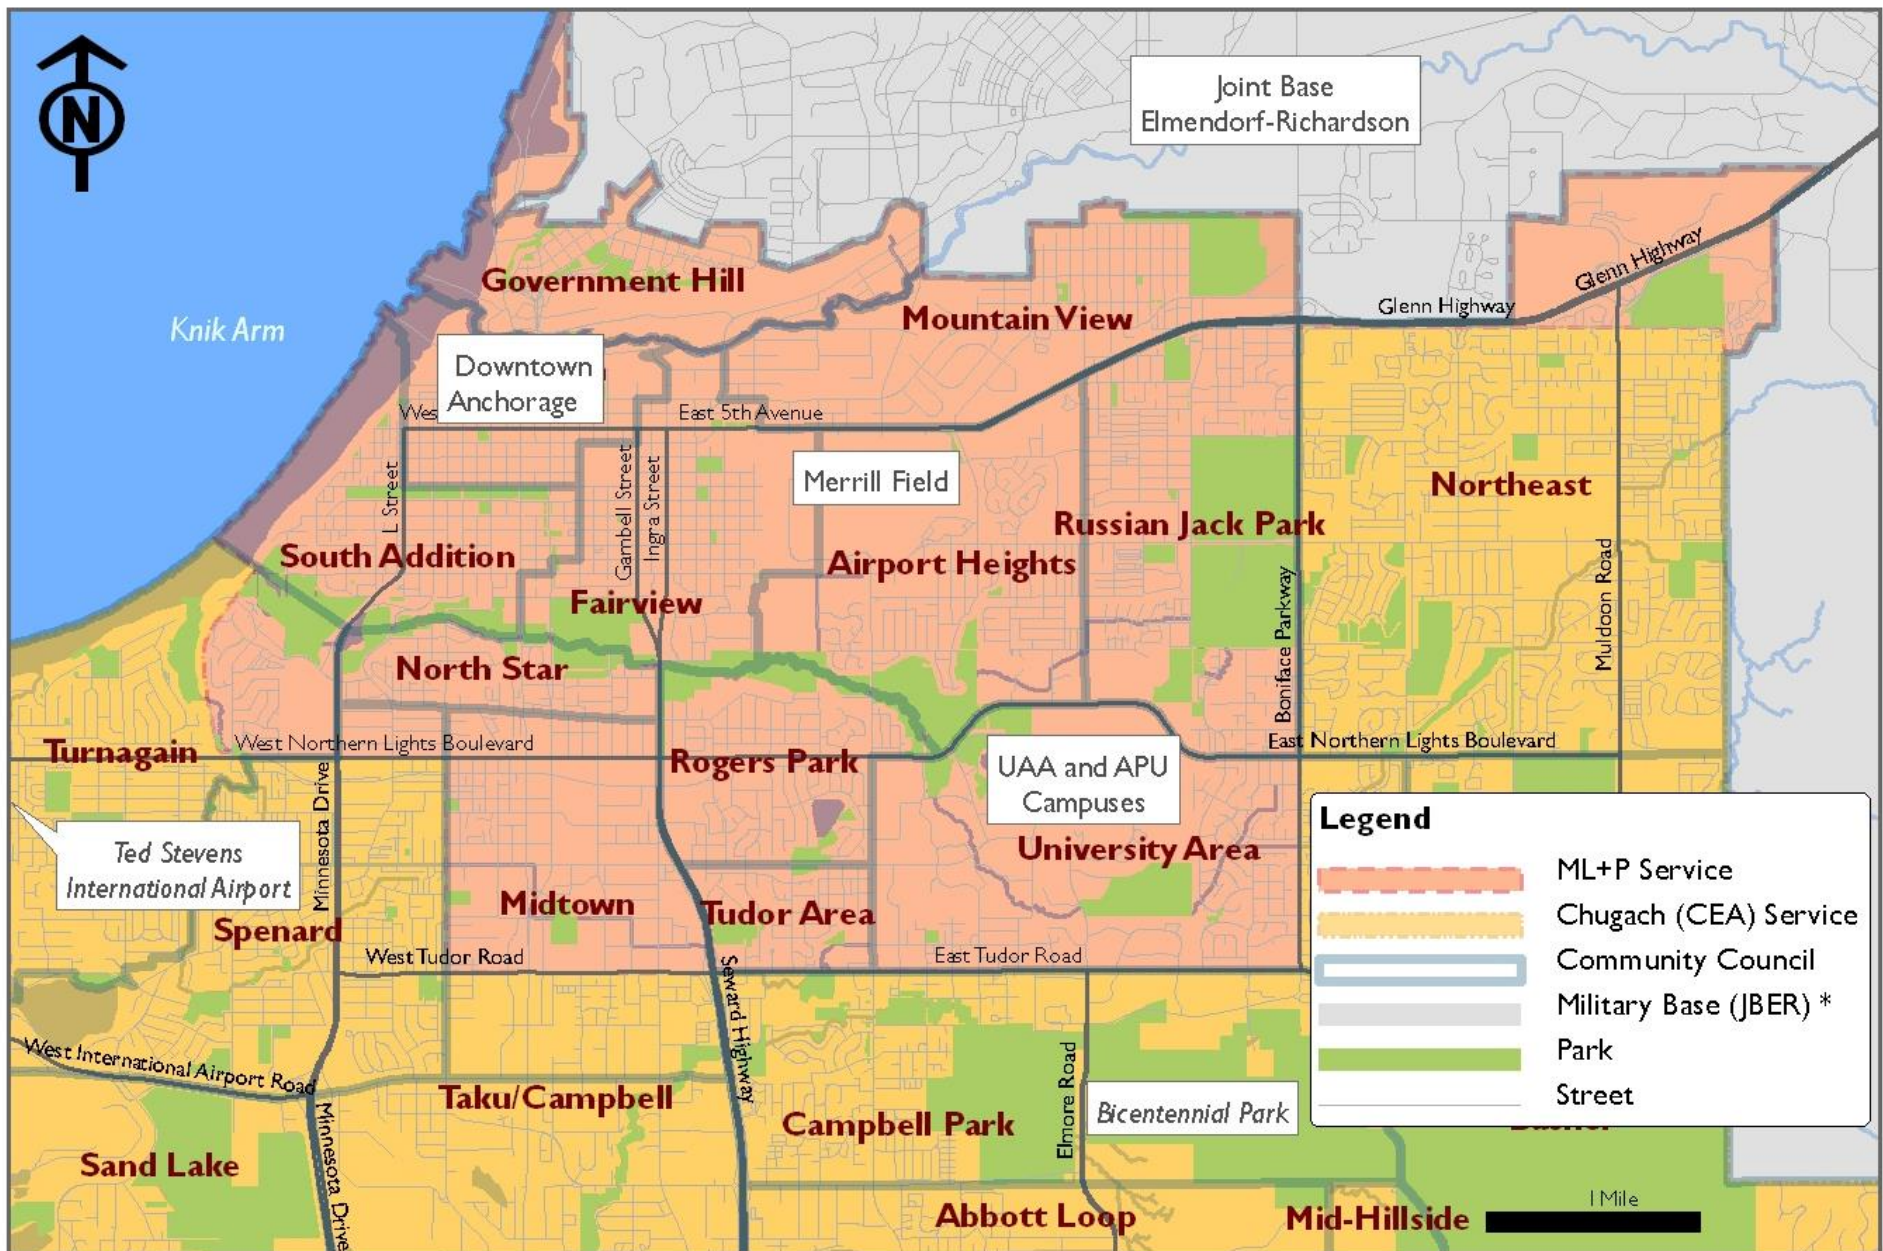 N
Joint Base
Elmendorf-Richardson
Glenn Highway
Glenn Highway
Government Hill
Mountain View
Knik Arm
Downtown
Anchorage
Wes
East 5th Avenue
Merrill Field
Northeast
L Street
Gambell Street
Ingra Street
Russian Jack Park
South Addition
Airport Heights
Fairview
Boniface Parkway
Muldoon Road
North Star
Turnagain
West Northern Lights Boulevard
Rogers Park
East Northern Lights Boulevard
UAA and APU
Campuses
Minnesota Drive
Ted Stevens
International Airport
University Area
Midtown
Tudor Area
Spenard
West Tudor Road
East Tudor Road
Seward Highway
Legend
ML+P Service
Chugach (CEA) Service
Community Council
Military Base (JBER) *
Park
Street
West International Airport Road
Taku/Campbell
Campbell Park
Elmore Road
Bicentennial Park
Sand Lake
Minnesota Drive
Abbott Loop
Mid-Hillside
1 Mile